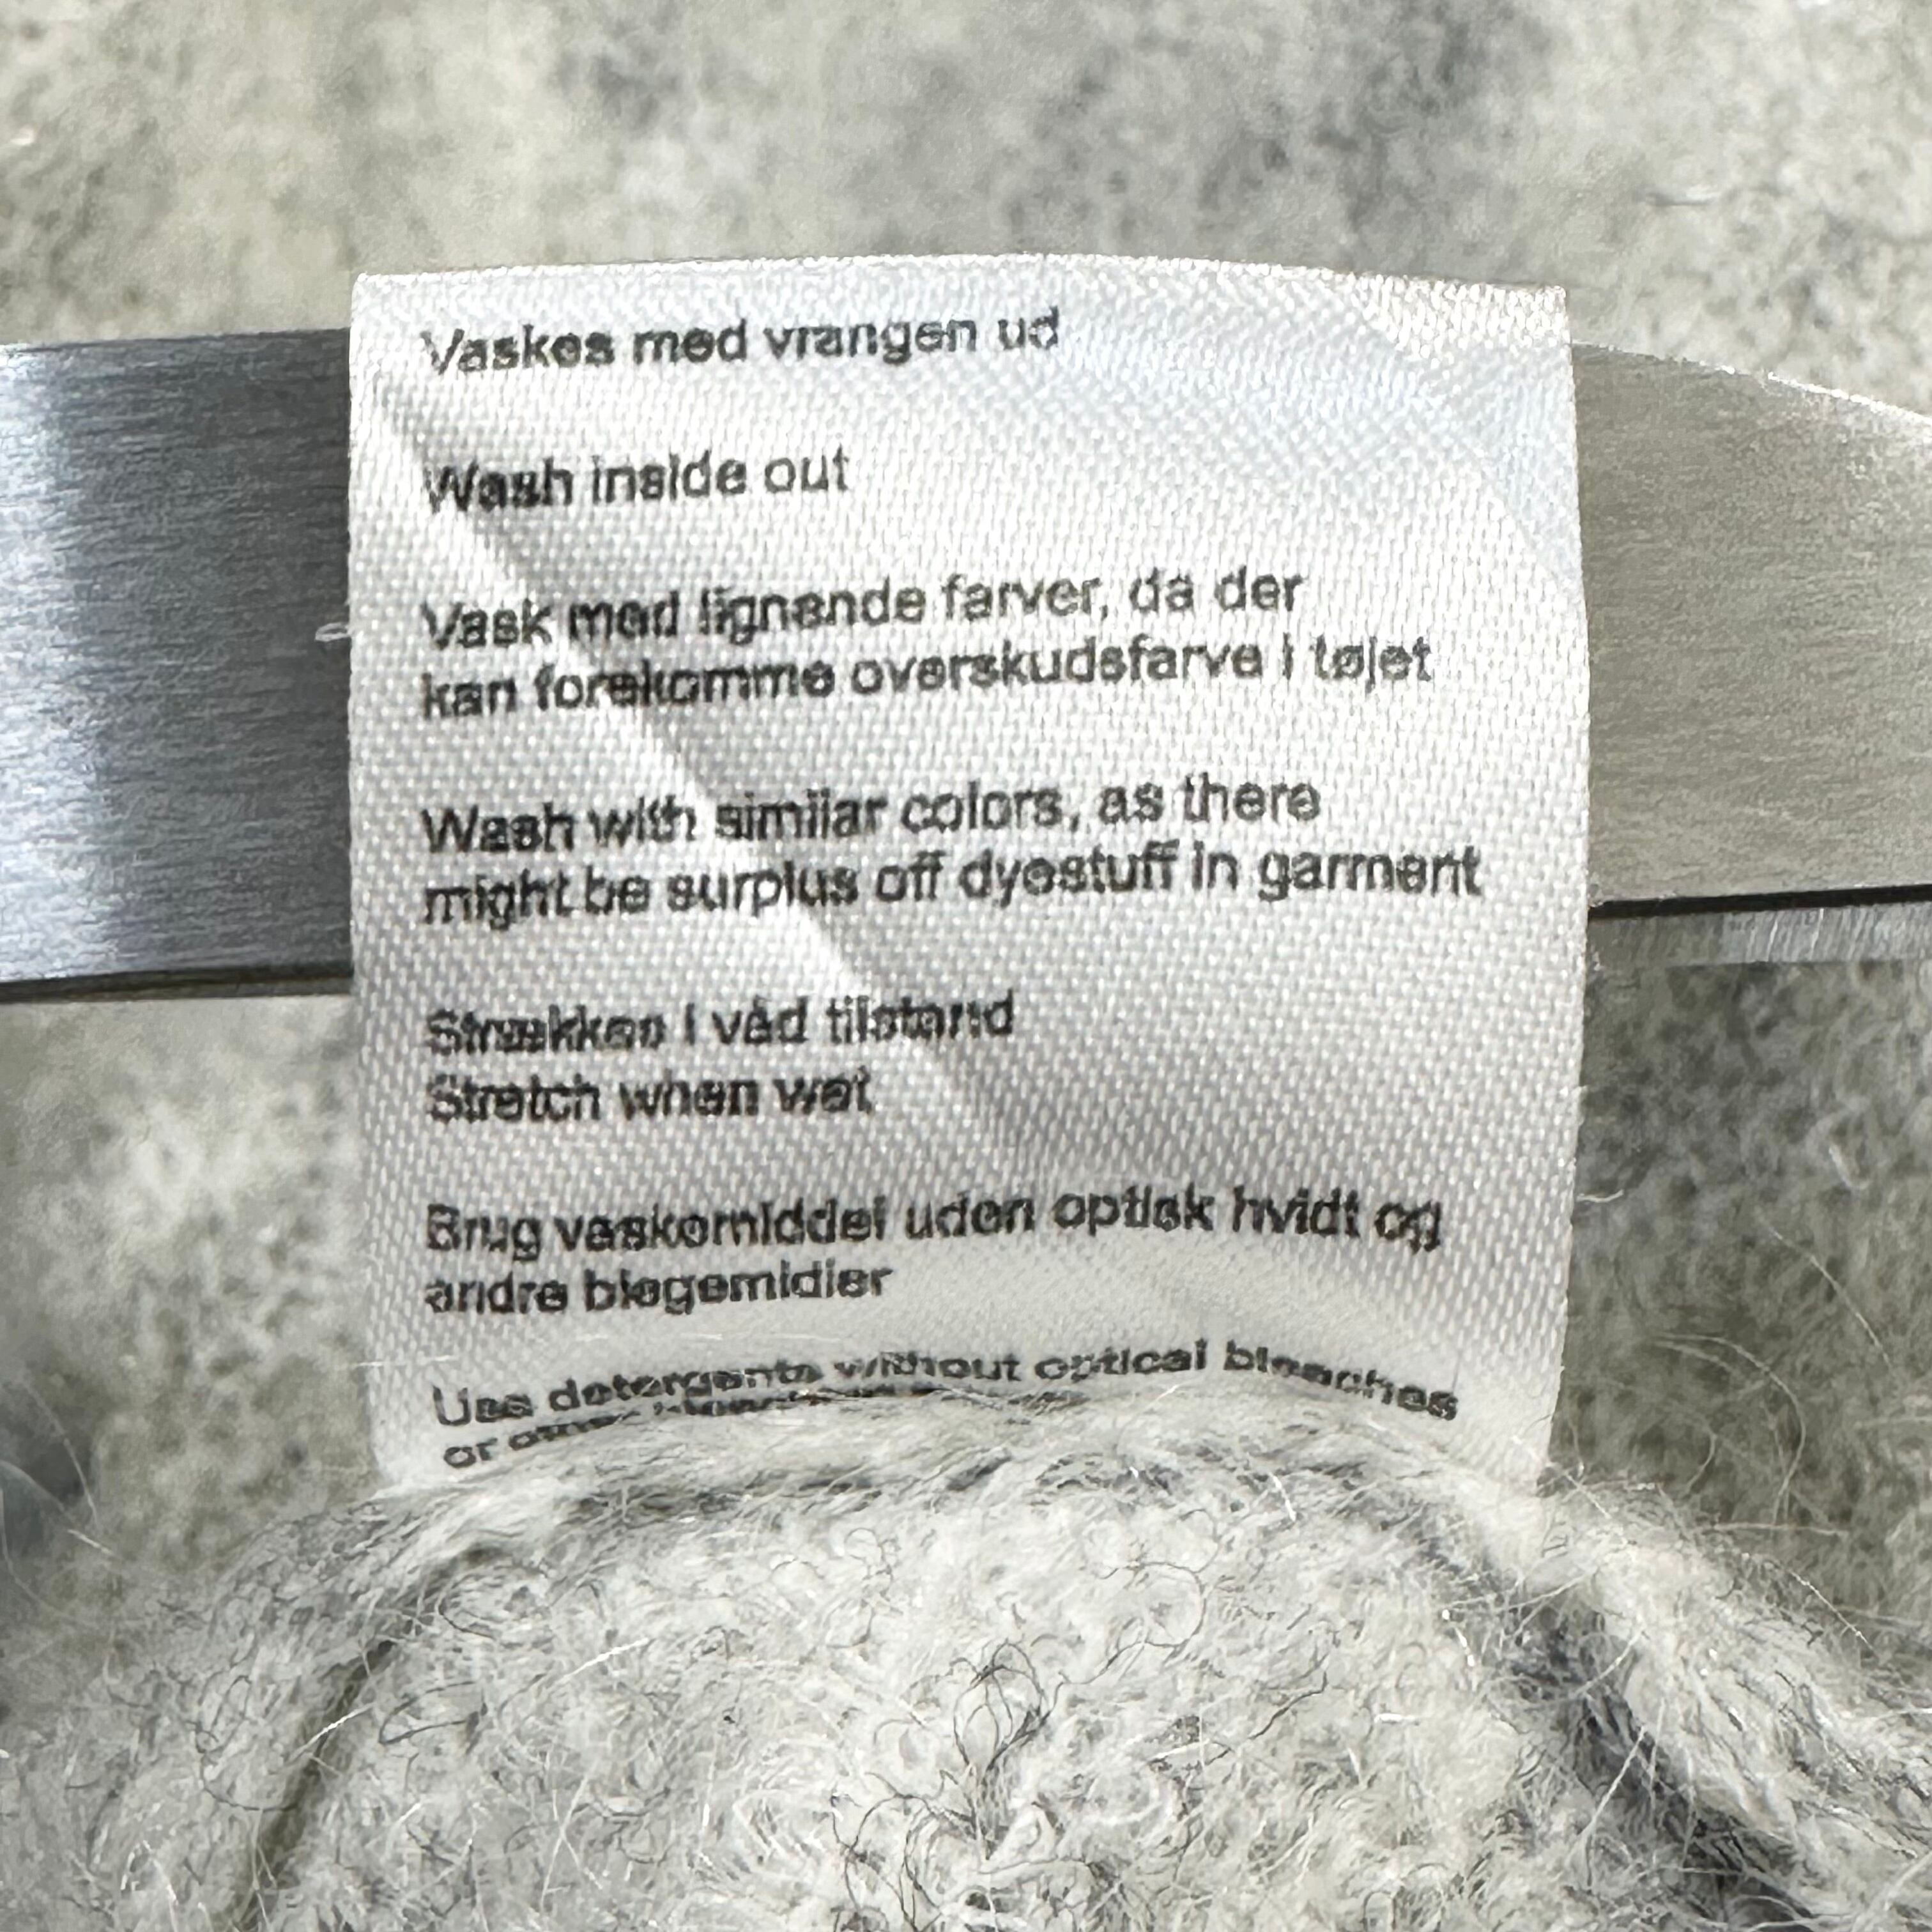 Vaskes med vrangen ud
Wash inside out
Vask med lignende farver, da der
kan forekomme overskudsfarve i tøjet
Wash with similar colors, as there
might be surplus off dyestuff in garment
Strækkes i våd tilstand
Stretch when wet
Brug vaskemiddel uden optisk hvidt og
andre blegemidler
Use detergents without optical bleaches
or other